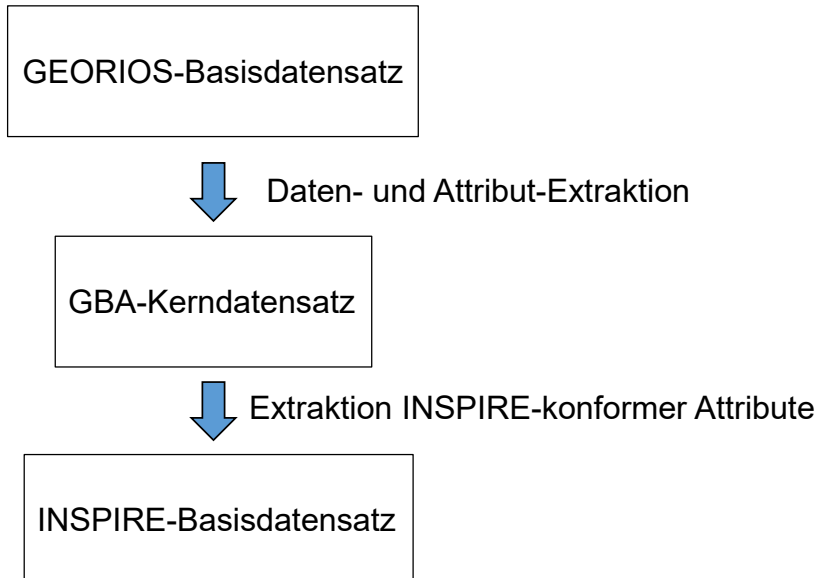 GEORIOS-Basisdatensatz
Daten- und Attribut-Extraktion
GBA-Kerndatensatz
Extraktion INSPIRE-konformer Attribute
INSPIRE-Basisdatensatz